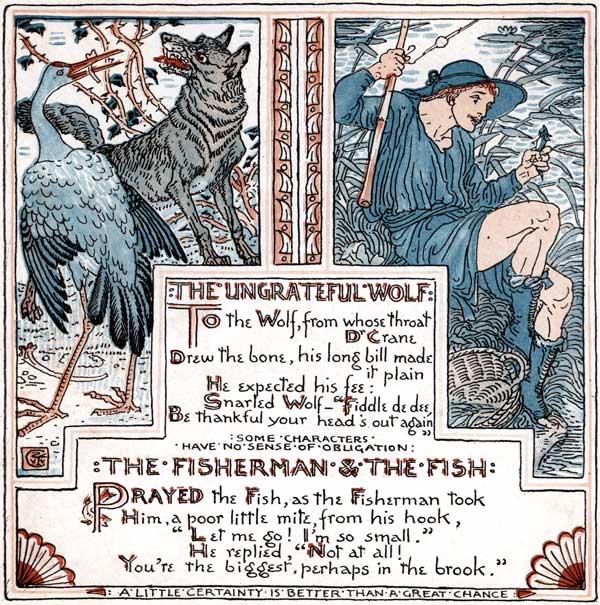 THE UNGRATEFUL WOLF:
To the Wolf, from whose throat
Dr Crane
Drew the bone, his long bill made
it plain
He expected his fee:
Snarled Wolf—"Fiddle de dee,
Be thankful your head's out again"
:SOME CHARACTERS
HAVE NO SENSE OF OBLIGATION:
:THE FISHERMAN & THE FISH:
PRAYED the Fish, as the Fisherman took
Him, a poor little mite, from his hook,
"Let me go! I'm so small."
He replied, "Not at all!
You're the biggest, perhaps in the brook."
:A LITTLE CERTAINTY IS BETTER THAN A GREAT CHANCE: